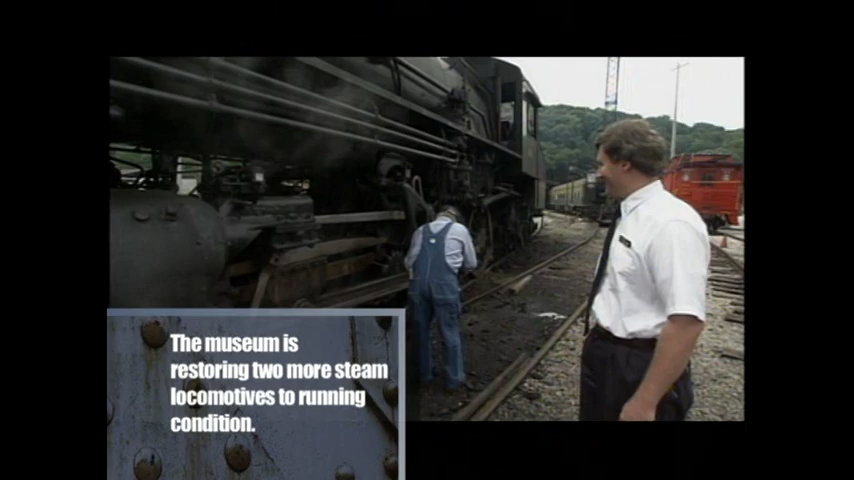 The museum is
restoring two more steam
locomotives to running
condition.